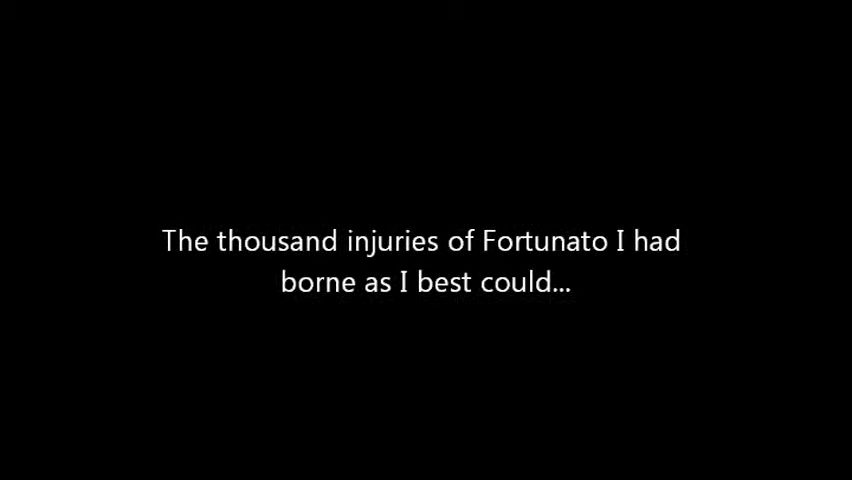 The thousand injuries of Fortunato I had
borne as I best could...